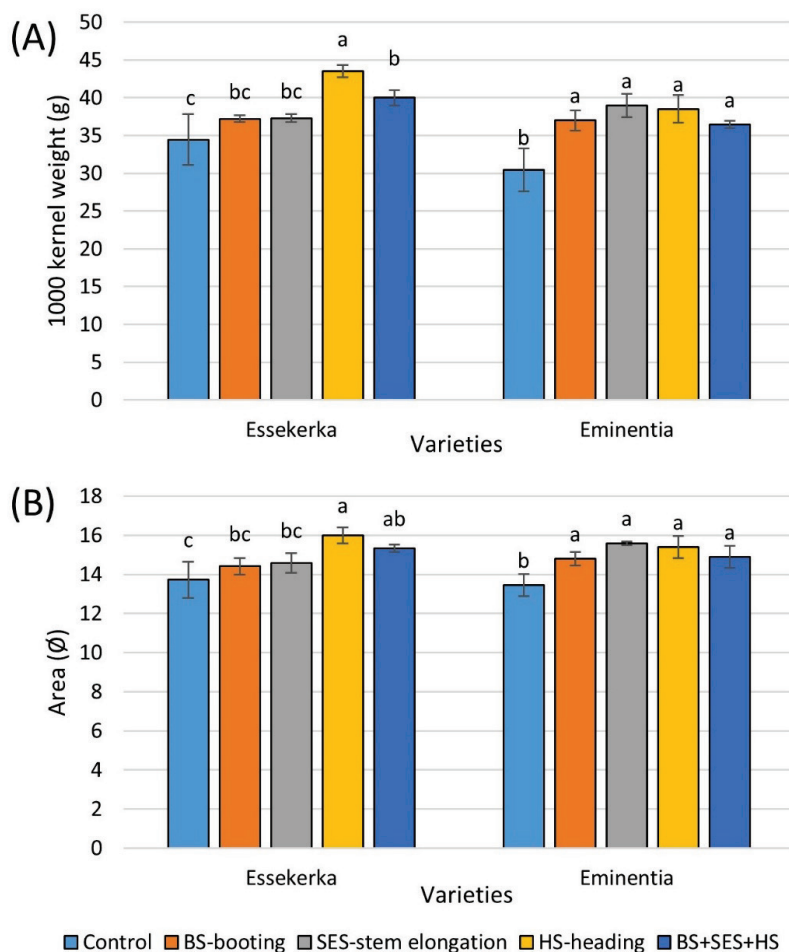 (A)
1000 kernel weight (g)
50
45
40
35
30
25
20
15
10
5
0
c bc bc a b b a a a a
Essekerka Eminentia
Varieties
(B)
Area (Ø)
18
16
14
12
10
8
6
4
2
0
c bc bc a ab b a a a a
Essekerka Eminentia
Varieties
Control BS-booting SES-stem elongation HS-heading BS+SES+HS